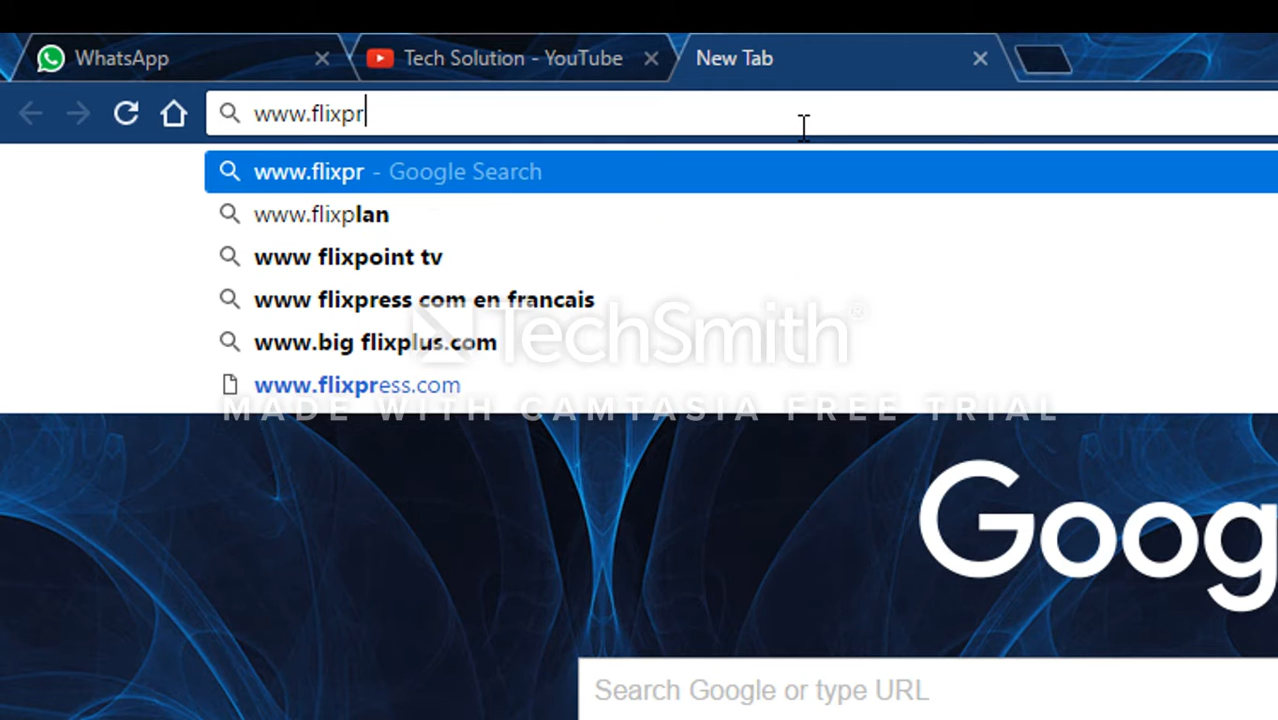 WhatsApp
Tech Solution - YouTube
New Tab
www.flixpr
www.flixpr - Google Search
www.flixplan
www flixpoint tv
www flixpress com en francais
www.big flixplus.com
www.flixpress.com
TechSmith®
MADE WITH CAMTASIA FREE TRIAL
Goog
Search Google or type URL